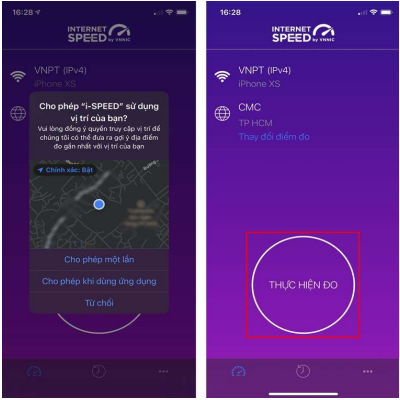 16:28
INTERNET
SPEED by VNNIC
VNPT (IPv4)
iPhone XS
Cho phép "i-SPEED" sử dụng
vị trí của bạn?
Vui lòng đồng ý quyền truy cập vị trí để
chúng tôi có thể đưa ra gợi ý địa điểm
đo gần nhất với vị trí của bạn
Chính xác: Bật
Cho phép một lần
Cho phép khi dùng ứng dụng
Từ chối
16:28
INTERNET
SPEED by VNNIC
VNPT (IPv4)
iPhone XS
CMC
TP HCM
Thay đổi điểm đo
THỰC HIỆN ĐO